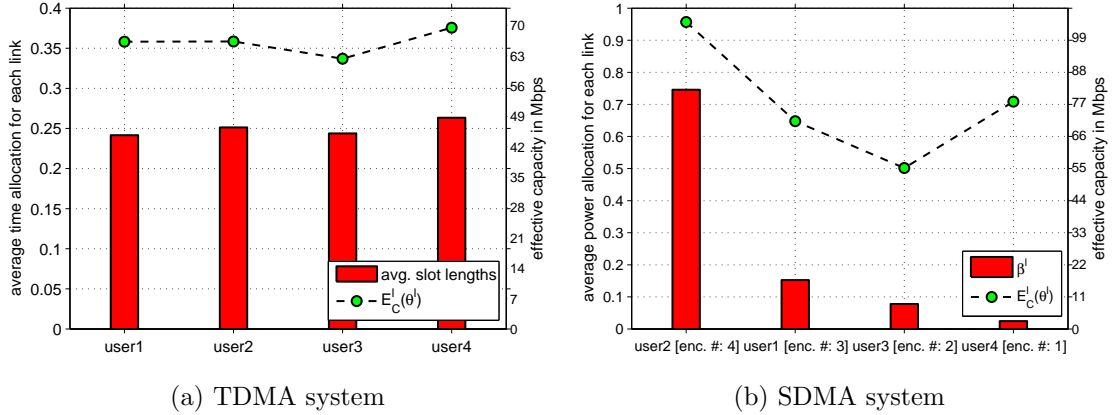 0.4
0.35
0.3
0.25
0.2
0.15
0.1
0.05
0
average time allocation for each link
user1
user2
user3
user4
70
63
56
49
42
35
28
21
14
7
0
effective capacity in Mbps
avg. slot lengths
E_C^l(θ^l)
(a) TDMA system
1
0.9
0.8
0.7
0.6
0.5
0.4
0.3
0.2
0.1
0
average power allocation for each link
user2 [enc. #: 4]
user1 [enc. #: 3]
user3 [enc. #: 2]
user4 [enc. #: 1]
99
88
77
66
55
44
33
22
11
0
effective capacity in Mbps
β^l
E_C^l(θ^l)
(b) SDMA system